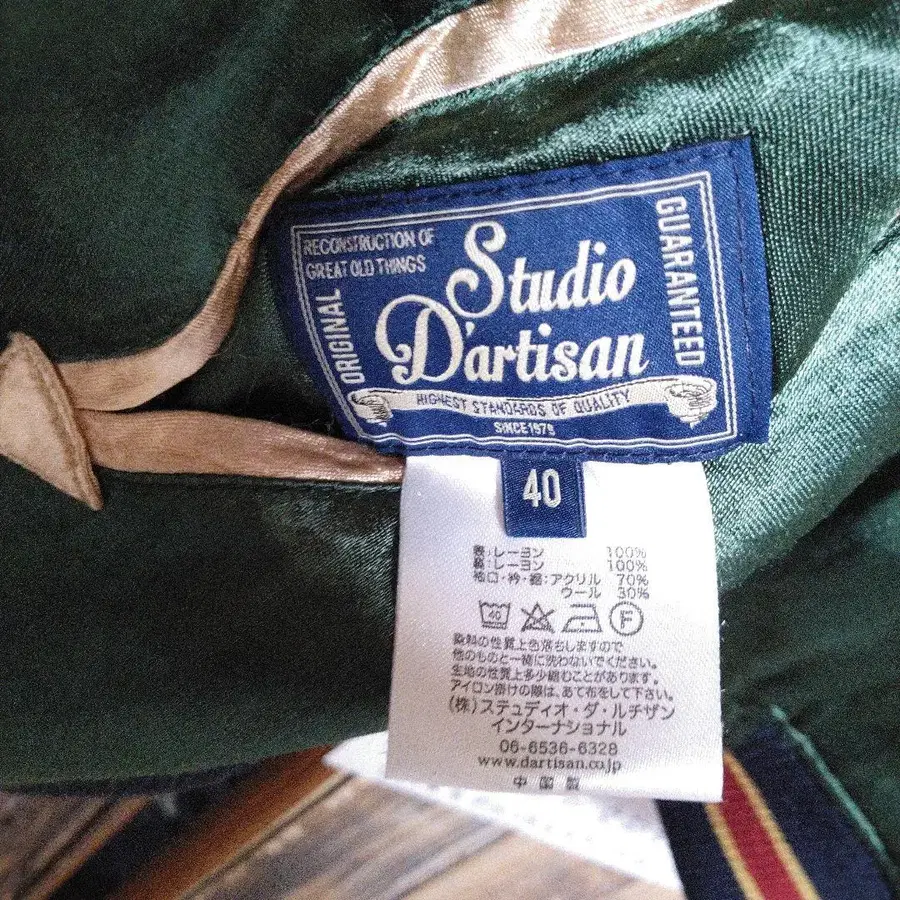 RECONSTRUCTION OF
GREAT OLD THINGS
ORIGINAL
Studio
D'artisan
GUARANTEED
HIGHEST STANDARDS OF QUALITY
SINCE 1979
40
表:レーヨン 100%
裏:レーヨン 100%
袖口・衿・裾:アクリル 70%
ウール 30%
40 F
染料の性質上色落ちしますので
他のものと一緒に洗わないでください。
生地の性質上多少縮むことがあります。
アイロン掛けの際は、あて布をして下さい。
(株)ステュディオ・ダ・ルチザン
インターナショナル
06-6536-6328
www.dartisan.co.jp
中国製